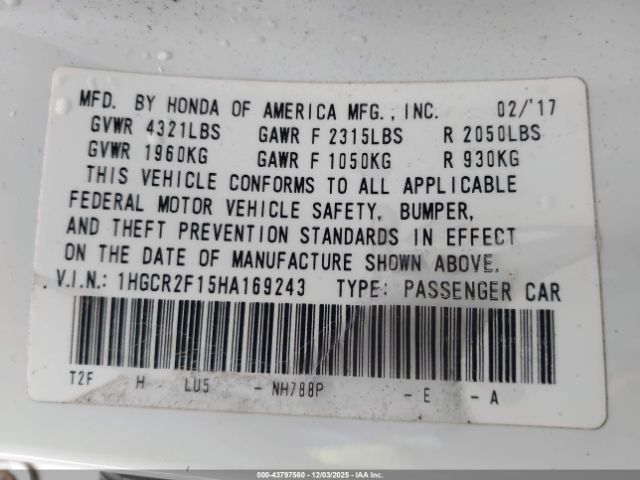 MFD. BY HONDA OF AMERICA MFG., INC. 02/'17
GVWR 4321LBS GAWR F 2315LBS R 2050LBS
GVWR 1960KG GAWR F 1050KG R 930KG
THIS VEHICLE CONFORMS TO ALL APPLICABLE
FEDERAL MOTOR VEHICLE SAFETY, BUMPER,
AND THEFT PREVENTION STANDARDS IN EFFECT
ON THE DATE OF MANUFACTURE SHOWN ABOVE.
V.I.N.: 1HGCR2F15HA169243 TYPE: PASSENGER CAR
T2F H LU5 - NH788P - E - A
000-43797560 - 12/03/2025 - IAAI.COM